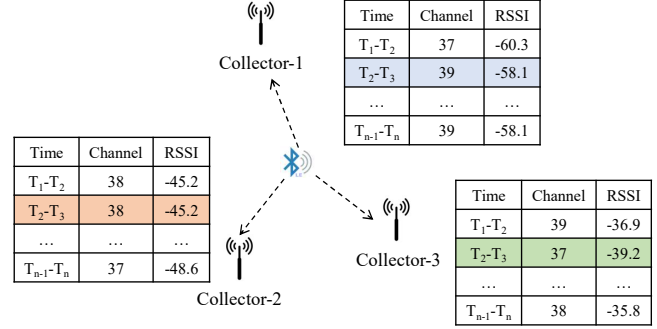 Time Channel RSSI
T1-T2 37 -60.3
T2-T3 39 -58.1
… … …
Tn-1-Tn 39 -58.1
Collector-1
Time Channel RSSI
T1-T2 38 -45.2
T2-T3 38 -45.2
… … …
Tn-1-Tn 37 -48.6
LE
Collector-2
Collector-3
Time Channel RSSI
T1-T2 39 -36.9
T2-T3 37 -39.2
… … …
Tn-1-Tn 38 -35.8